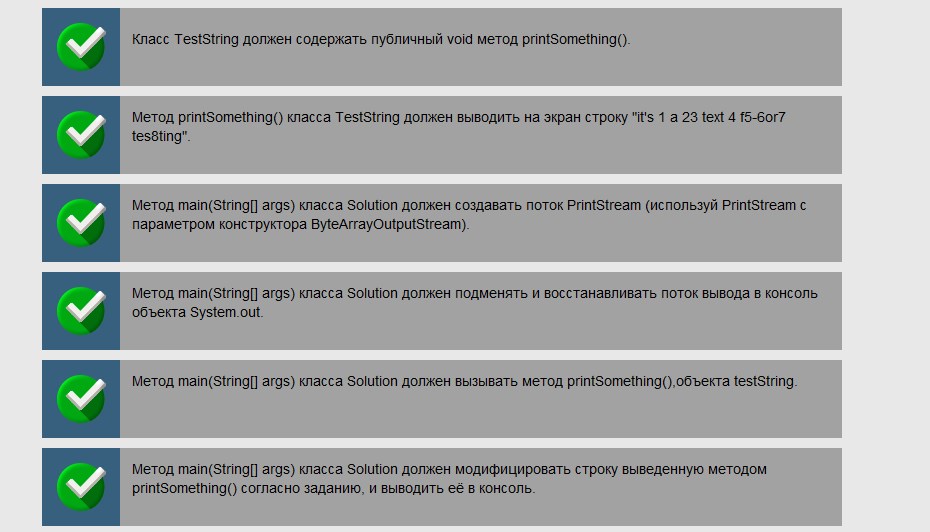 Класс TestString должен содержать публичный void метод printSomething().
Метод printSomething() класса TestString должен выводить на экран строку "it's 1 a 23 text 4 f5-6or7
tes8ting".
Метод main(String[] args) класса Solution должен создавать поток PrintStream (используй PrintStream c
параметром конструктора ByteArrayOutputStream).
Метод main(String[] args) класса Solution должен подменять и восстанавливать поток вывода в консоль
объекта System.out.
Метод main(String[] args) класса Solution должен вызывать метод printSomething(),объекта testString.
Метод main(String[] args) класса Solution должен модифицировать строку выведенную методом
printSomething() согласно заданию, и выводить её в консоль.